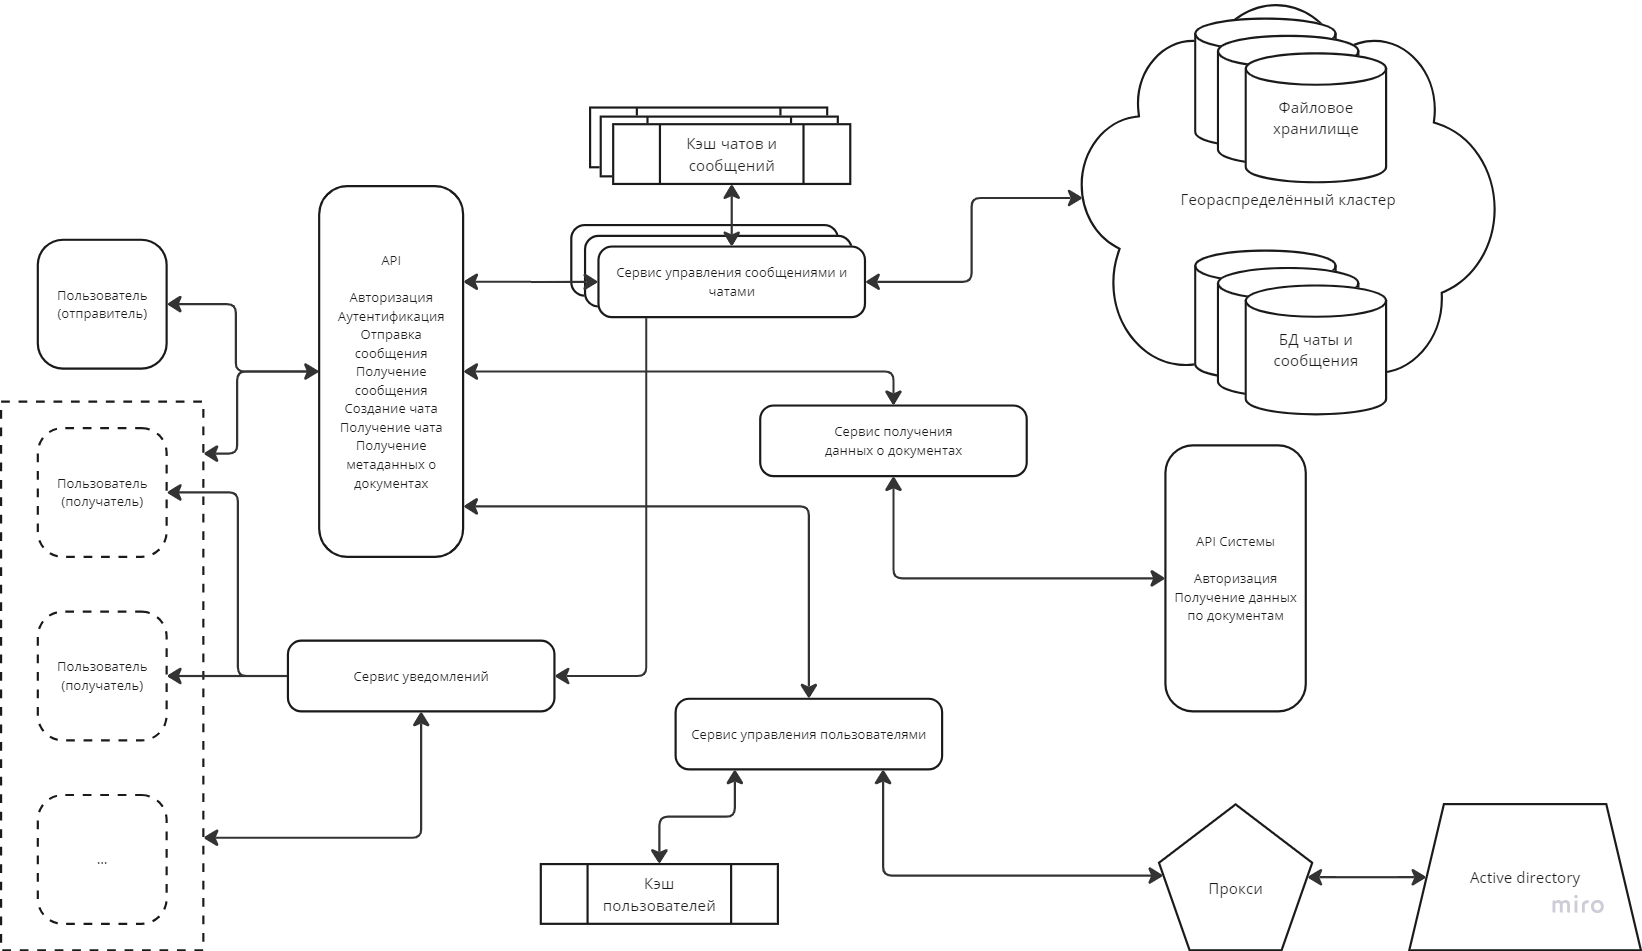 Файловое
хранилище
Геораспределённый кластер
БД чаты и
сообщения
Кэш чатов и
сообщений
Сервис управления сообщениями и
чатами
API
Авторизация
Аутентификация
Отправка
сообщения
Получение
сообщения
Создание чата
Получение чата
Получение
метаданных о
документах
Пользователь
(отправитель)
Пользователь
(получатель)
Пользователь
(получатель)
...
Сервис получения
данных о документах
API Системы
Авторизация
Получение данных
по документам
Сервис уведомлений
Сервис управления пользователями
Кэш
пользователей
Прокси
Active directory
miro